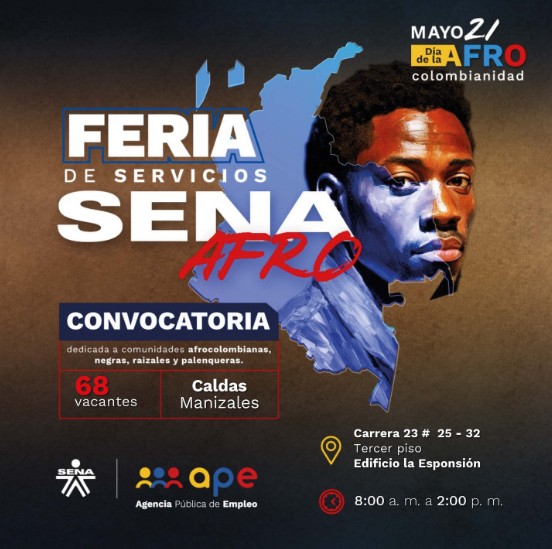 MAYO 21
Día de la AFRO
colombianidad
FERIA
DE SERVICIOS
SENA
AFRO
CONVOCATORIA
dedicada a comunidades afrocolombianas,
negras, raizales y palenqueras.
68
vacantes
Caldas
Manizales
Carrera 23 # 25 - 32
Tercer piso
Edificio la Esponsión
8:00 a. m. a 2:00 p. m.
SENA
ape
Agencia Pública de Empleo